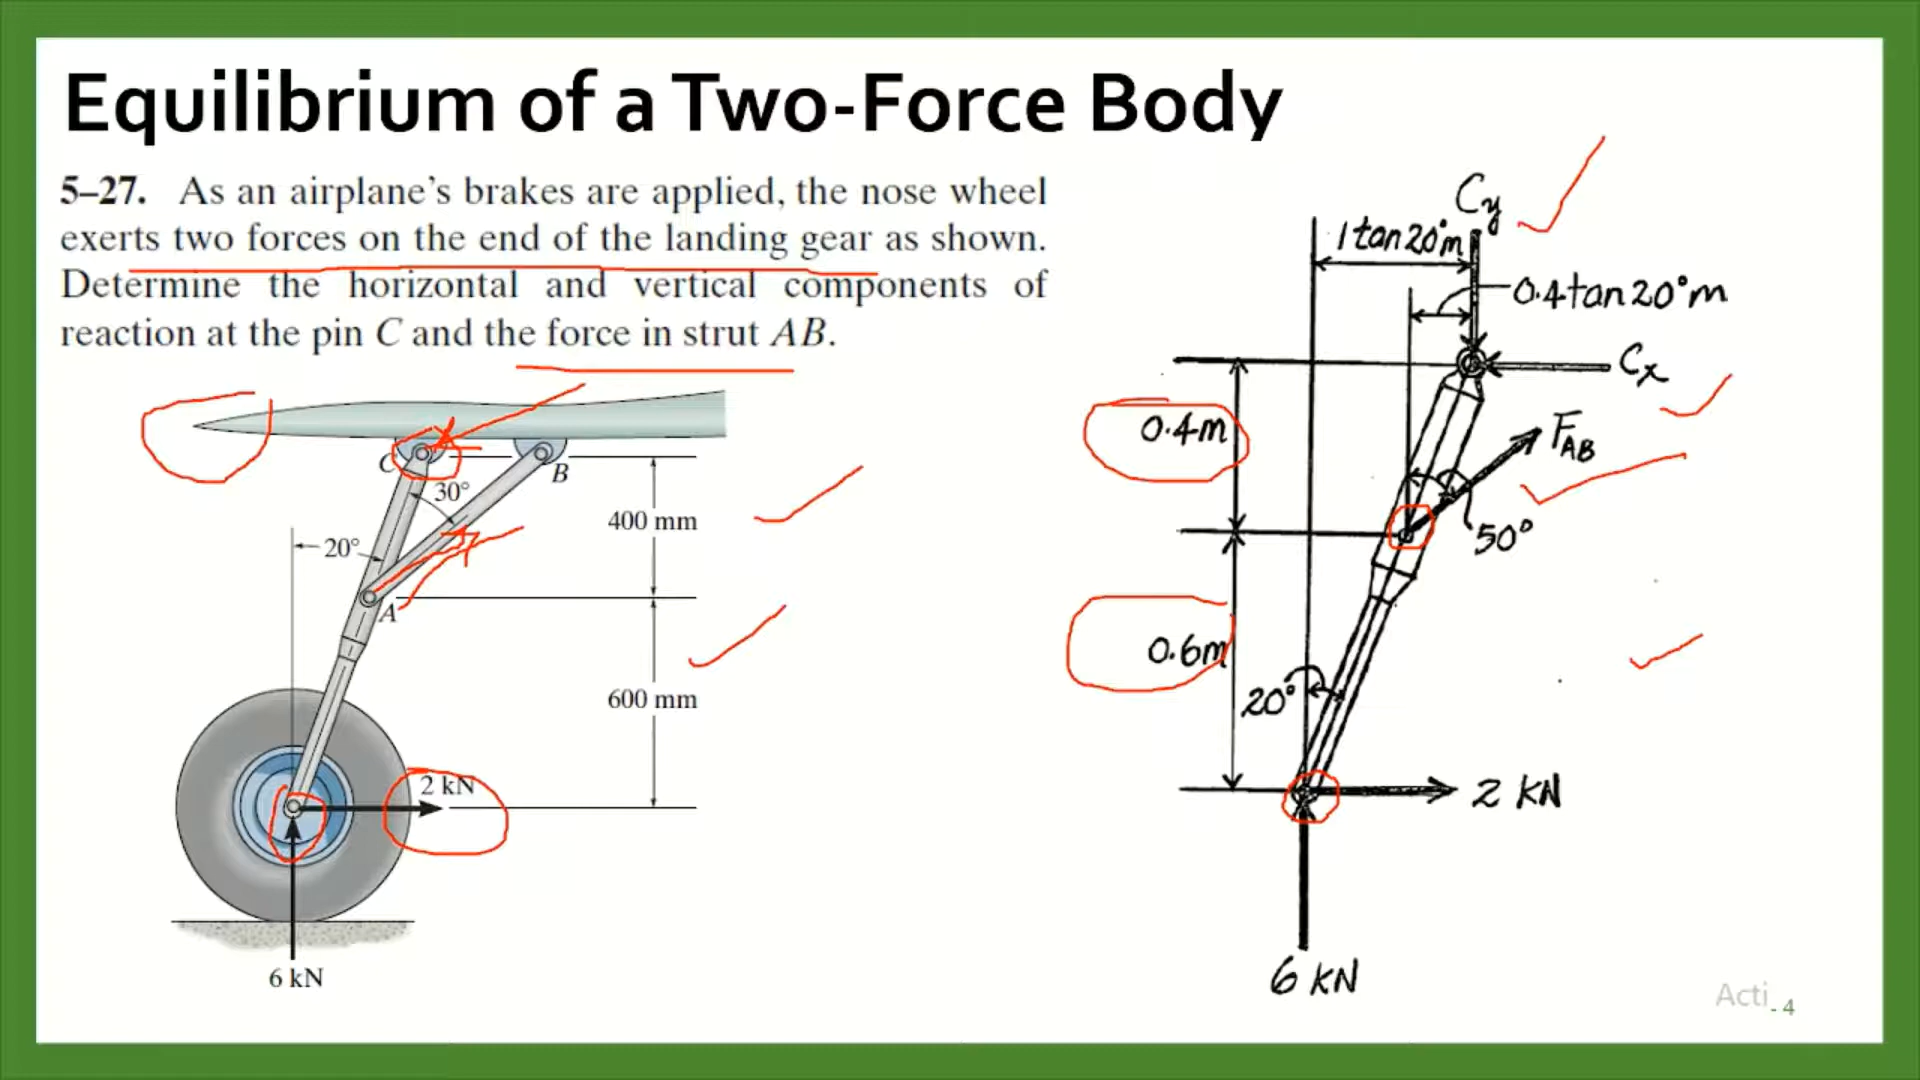 Equilibrium of a Two-Force Body
5–27. As an airplane's brakes are applied, the nose wheel
exerts two forces on the end of the landing gear as shown.
Determine the horizontal and vertical components of
reaction at the pin C and the force in strut AB.
C
B
30°
400 mm
20°
A
600 mm
2 kN
6 kN
Cy
1 tan 20° m
0.4 tan 20° m
Cx
0.4 m
FAB
50°
0.6 m
20°
2 KN
6 KN
Acti
- 4